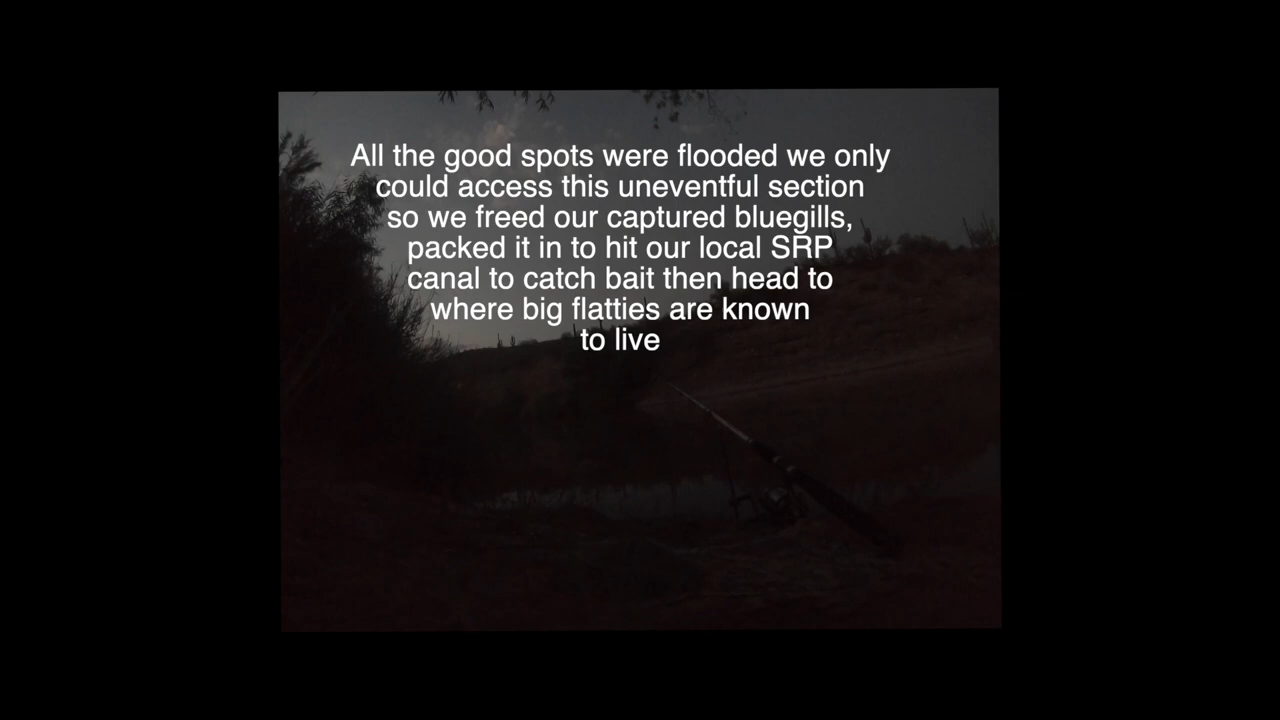 All the good spots were flooded we only
could access this uneventful section
so we freed our captured bluegills,
packed it in to hit our local SRP
canal to catch bait then head to
where big flatties are known
to live